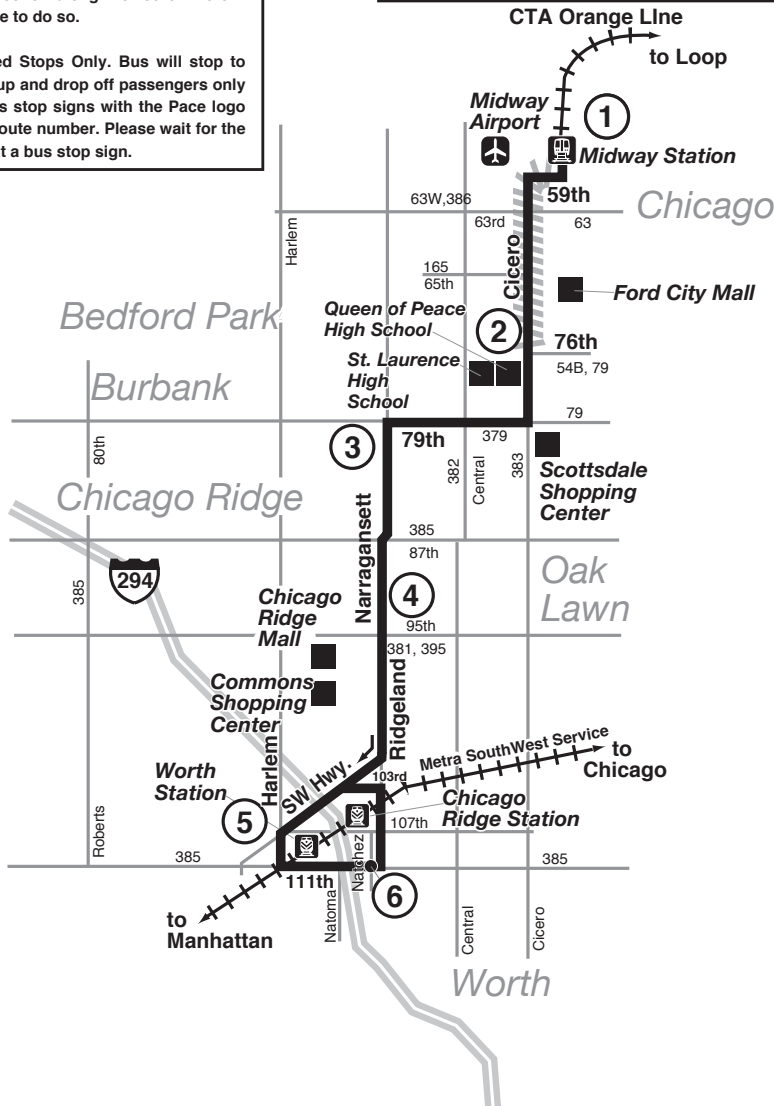 e to do so.
ed Stops Only. Bus will stop to
up and drop off passengers only
s stop signs with the Pace logo
oute number. Please wait for the
t a bus stop sign.
CTA Orange LIne
to Loop
Midway
Airport
1
Midway Station
59th
Chicago
63W,386
63rd
63
Harlem
165
65th
Cicero
Ford City Mall
Bedford Park
Queen of Peace
High School
2
76th
54B, 79
St. Laurence
High
School
Burbank
79
80th
3
79th
379
382
Central
383
Scottsdale
Shopping
Center
Chicago Ridge
Narragansett
385
87th
294
385
Oak
Lawn
Chicago
Ridge
Mall
4
95th
381, 395
Commons
Shopping
Center
Ridgeland
Harlem
SW Hwy.
Metra SouthWest Service
to
Chicago
103rd
Worth
Station
Chicago
Ridge Station
5
107th
Roberts
385
111th
Natchez
385
6
to
Manhattan
Natoma
Central
Cicero
Worth